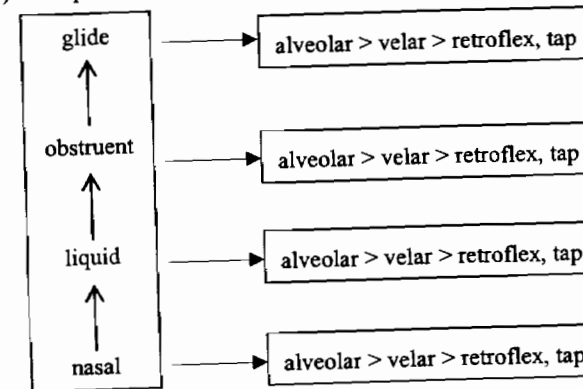 glide
alveolar > velar > retroflex, tap
obstruent
alveolar > velar > retroflex, tap
liquid
alveolar > velar > retroflex, tap
nasal
alveolar > velar > retroflex, tap